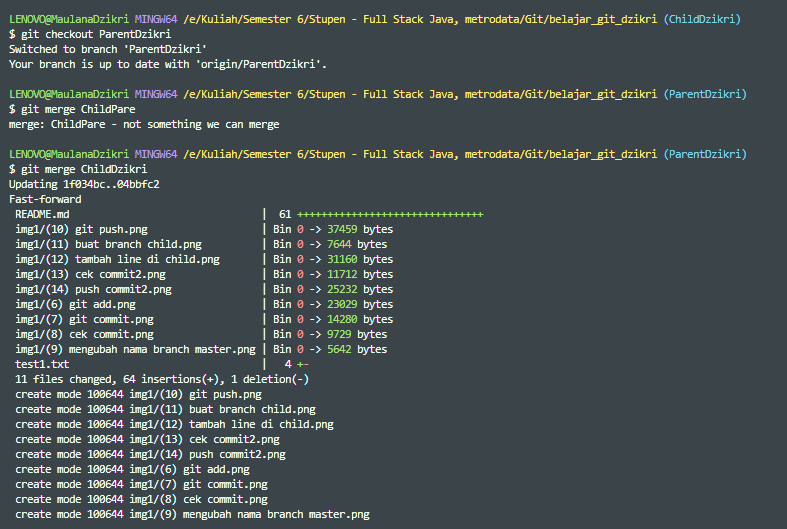 LENOVO@MaulanaDzikri MINGW64 /e/Kuliah/Semester 6/Stupen - Full Stack Java, metrodata/Git/belajar_git_dzikri (ChildDzikri)
$ git checkout ParentDzikri
Switched to branch 'ParentDzikri'
Your branch is up to date with 'origin/ParentDzikri'.

LENOVO@MaulanaDzikri MINGW64 /e/Kuliah/Semester 6/Stupen - Full Stack Java, metrodata/Git/belajar_git_dzikri (ParentDzikri)
$ git merge ChildPare
merge: ChildPare - not something we can merge

LENOVO@MaulanaDzikri MINGW64 /e/Kuliah/Semester 6/Stupen - Full Stack Java, metrodata/Git/belajar_git_dzikri (ParentDzikri)
$ git merge ChildDzikri
Updating 1f034bc..04bbfc2
Fast-forward
 README.md                                | 61 +++++++++++++++++++++++++++++++
 img1/(10) git push.png                   | Bin 0 -> 37459 bytes
 img1/(11) buat branch child.png          | Bin 0 -> 7644 bytes
 img1/(12) tambah line di child.png       | Bin 0 -> 31160 bytes
 img1/(13) cek commit2.png                | Bin 0 -> 11712 bytes
 img1/(14) push commit2.png               | Bin 0 -> 25232 bytes
 img1/(6) git add.png                     | Bin 0 -> 23029 bytes
 img1/(7) git commit.png                  | Bin 0 -> 14280 bytes
 img1/(8) cek commit.png                  | Bin 0 -> 9729 bytes
 img1/(9) mengubah nama branch master.png | Bin 0 -> 5642 bytes
 test1.txt                                |   4 +-
 11 files changed, 64 insertions(+), 1 deletion(-)
 create mode 100644 img1/(10) git push.png
 create mode 100644 img1/(11) buat branch child.png
 create mode 100644 img1/(12) tambah line di child.png
 create mode 100644 img1/(13) cek commit2.png
 create mode 100644 img1/(14) push commit2.png
 create mode 100644 img1/(6) git add.png
 create mode 100644 img1/(7) git commit.png
 create mode 100644 img1/(8) cek commit.png
 create mode 100644 img1/(9) mengubah nama branch master.png